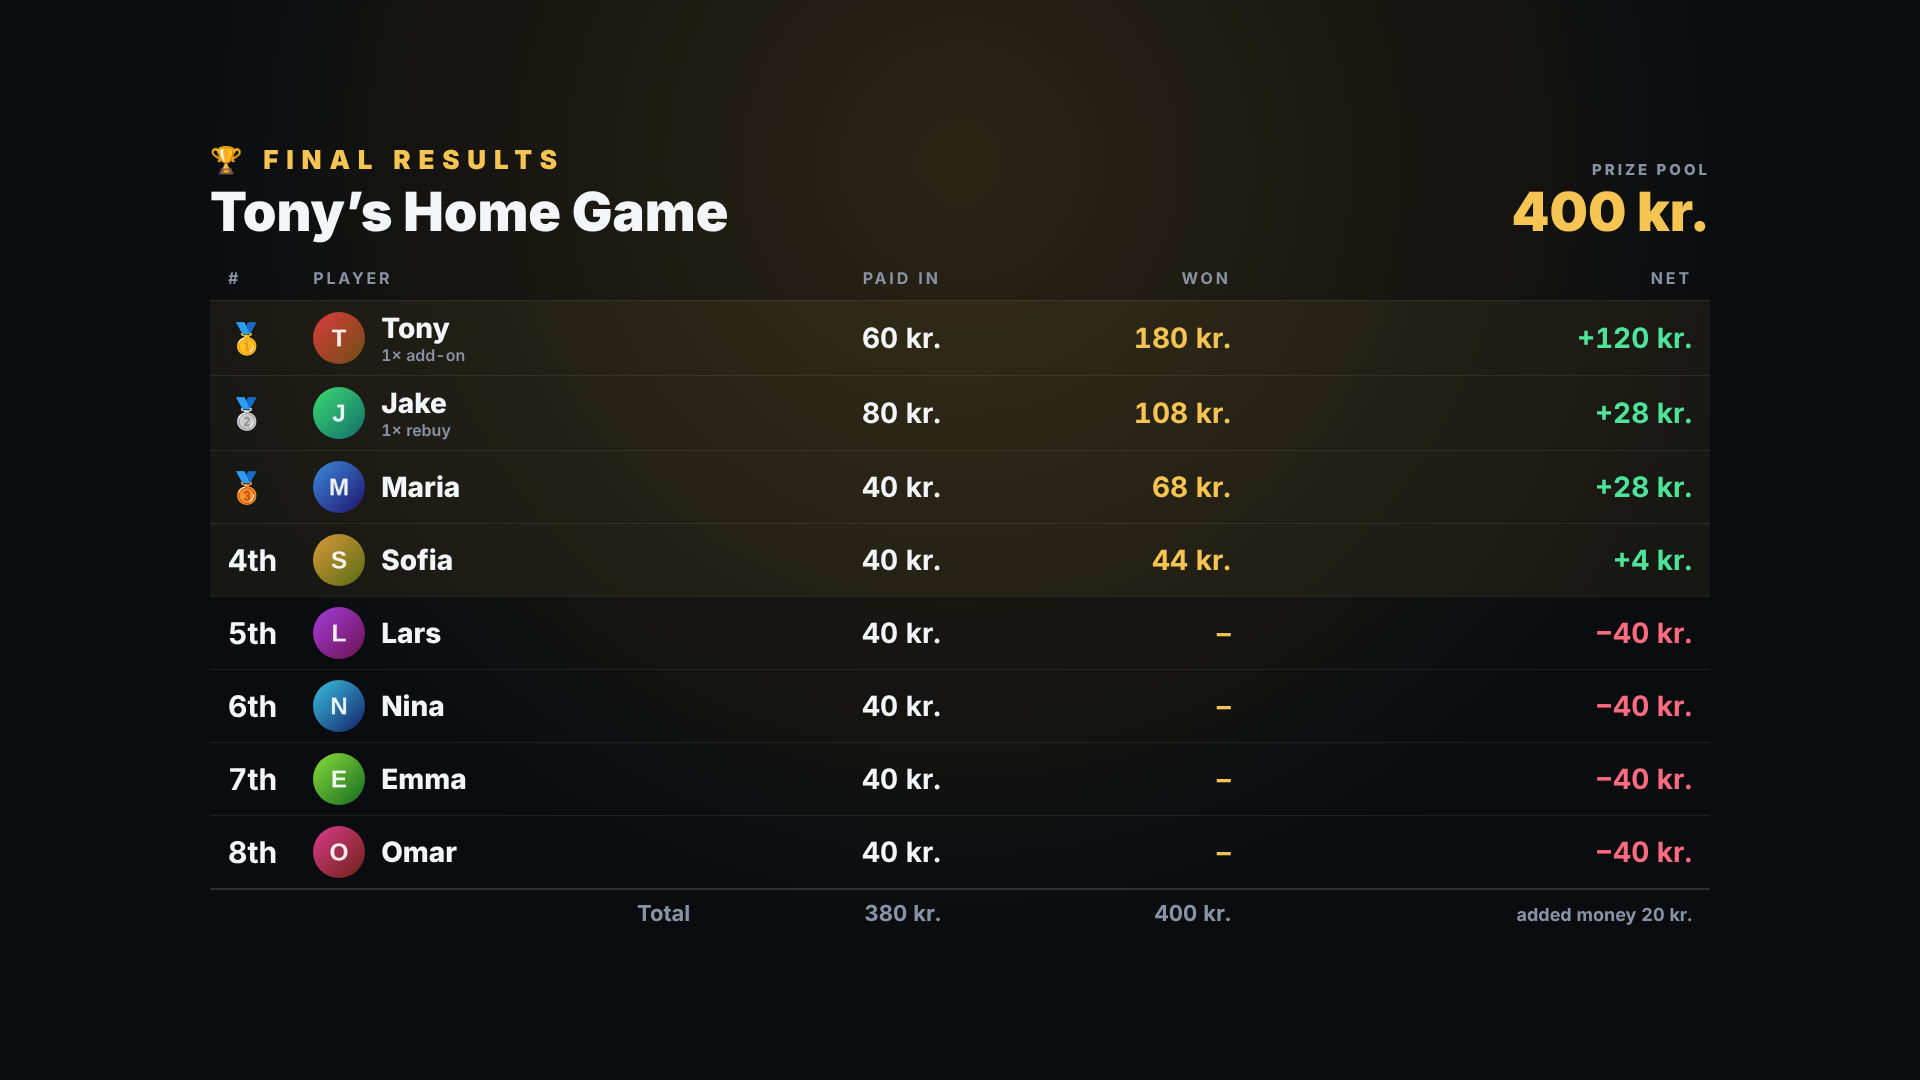 🏆 FINAL RESULTS
Tony’s Home Game
PRIZE POOL
400 kr.
# PLAYER PAID IN WON NET
🥇 T Tony 60 kr. 180 kr. +120 kr.
1× add-on
🥈 J Jake 80 kr. 108 kr. +28 kr.
1× rebuy
🥉 M Maria 40 kr. 68 kr. +28 kr.
4th S Sofia 40 kr. 44 kr. +4 kr.
5th L Lars 40 kr. – −40 kr.
6th N Nina 40 kr. – −40 kr.
7th E Emma 40 kr. – −40 kr.
8th O Omar 40 kr. – −40 kr.
Total 380 kr. 400 kr. added money 20 kr.